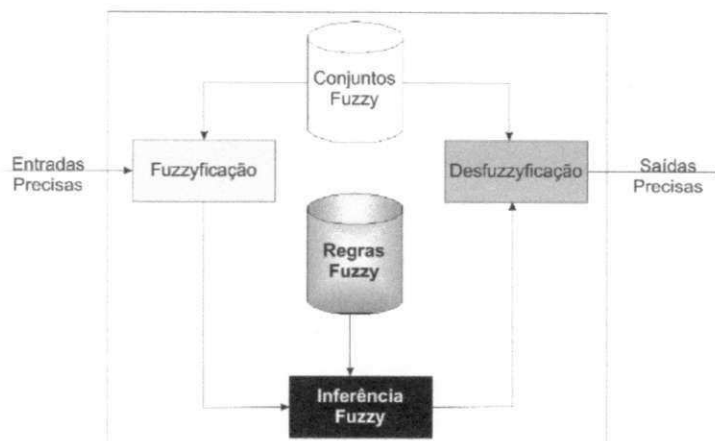 Conjuntos
Fuzzy
Entradas
Precisas
Fuzzyficação
Desfuzzyficação
Saídas
Precisas
Regras
Fuzzy
Inferência
Fuzzy